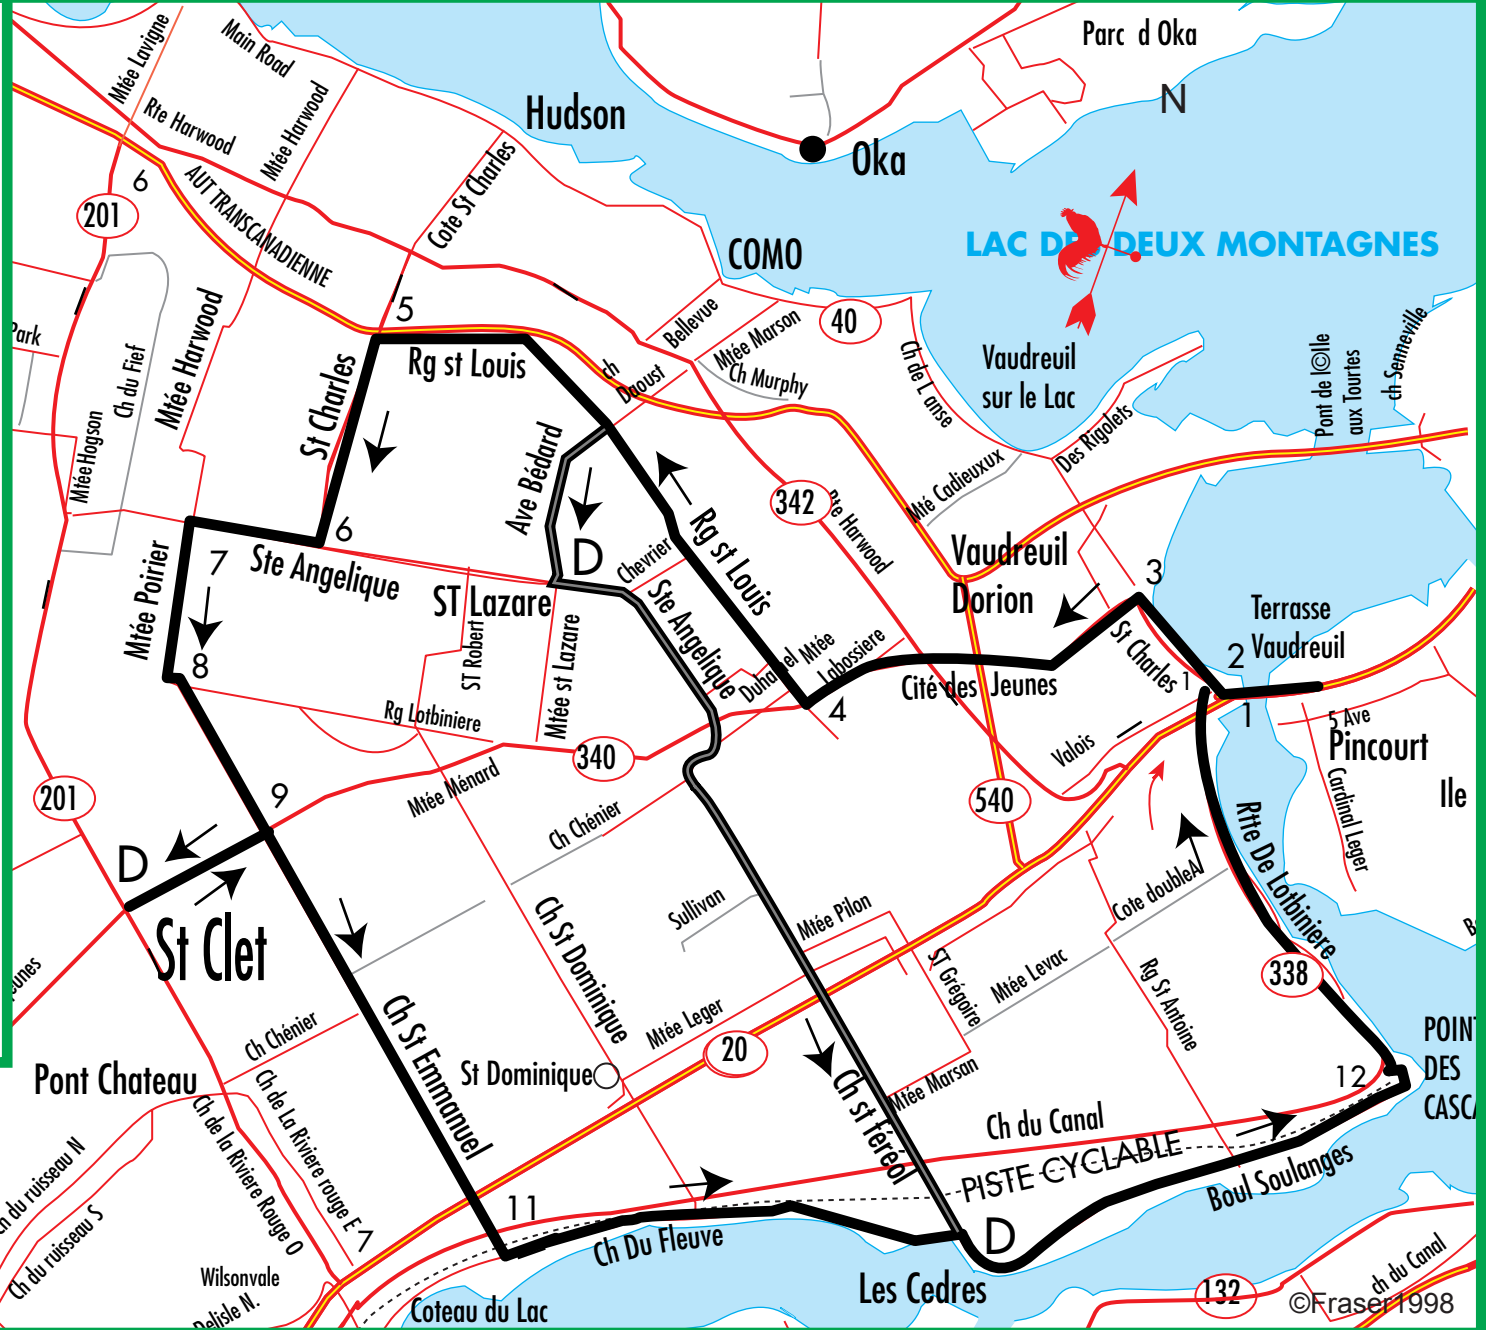 Mtée Lavigne
Main Road
Rte Harwood
Mtée Harwood
Hudson
Parc d Oka
N
Oka
6
201
AUT TRANSCANADIENNE
Cote St Charles
COMO
LAC DES DEUX MONTAGNES
5
Park
Ch du Fief
Mtée Harwood
Rg st Louis
Bellevue
Mtée Marson
40
ch Daoust
Ch Murphy
Ch de L anse
Vaudreuil
sur le Lac
Pont de l©Ile
aux Tourtes
ch Senneville
St Charles
Mtée Hogson
Des Rigolets
Ave Bédard
Mté Cadieuxux
342
Rte Harwood
Rg st Louis
6
7
Ste Angelique
D
Chevrier
Vaudreuil
Dorion
3
Mtée Poirier
ST Lazare
Ste Angelique
Terrasse
Vaudreuil
8
ST Robert
Mtée st Lazare
Duhamel
Mtée Labossiere
St Charles
2
1
1
Cité des Jeunes
4
Rg Lotbiniere
5 Ave
Pincourt
Valois
340
Mtée Ménard
Cardinal Leger
Ile
201
9
540
Ch Chénier
Rtte De Lotbiniere
D
St Clet
Sullivan
Mtée Pilon
Cote doubleA
Ch St Dominique
ST Grégoire
Mtée Levac
Rg St Antoine
338
Ch St Emmanuel
Ch Chénier
Mtée Leger
20
Pont Chateau
St Dominique
Mtée Marsan
Ch st féréol
12
Ch du Canal
PISTE CYCLABLE
Boul Soulanges
Ch de La Riviere rouge E
Ch de la Riviere Rouge O
Ch du ruisseau S
7
11
Ch Du Fleuve
D
Les Cedres
Wilsonvale
Delisle N.
Coteau du Lac
132
ch du Canal
©Fraser1998